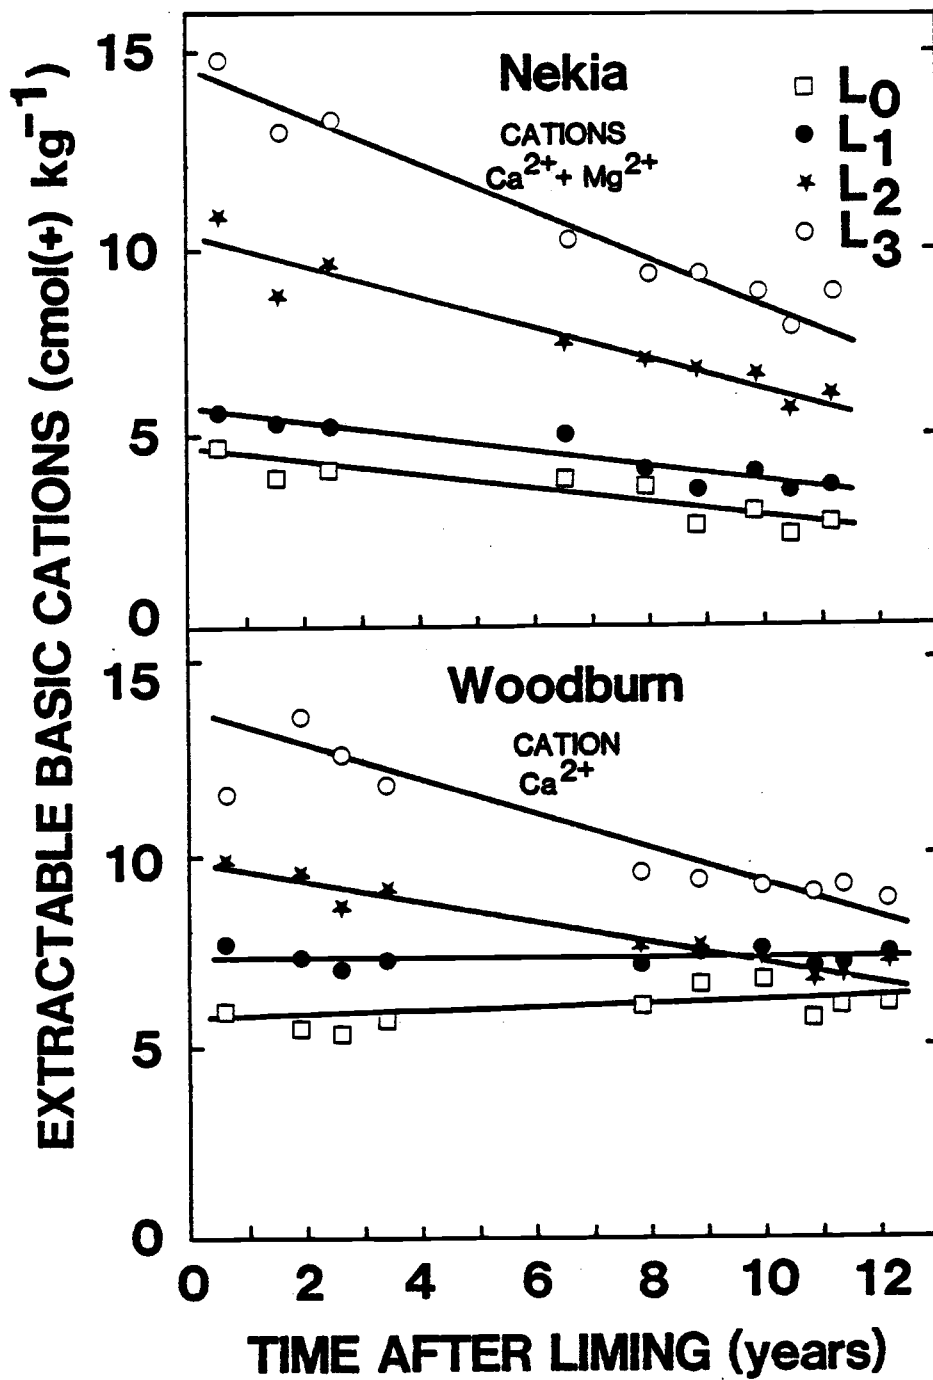 EXTRACTABLE BASIC CATIONS (cmol(+) kg⁻¹)
15
10
5
0
Nekia
CATIONS
Ca²⁺+ Mg²⁺
L₀
L₁
L₂
L₃
15
10
5
0
Woodburn
CATION
Ca²⁺
0 2 4 6 8 10 12
TIME AFTER LIMING (years)